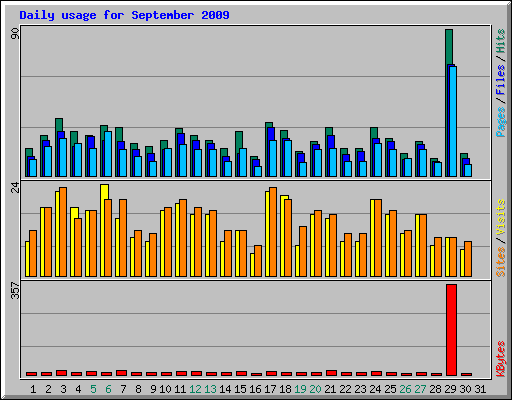 Daily usage for September 2009
90
Pages / Files / Hits
24
Sites / Visits
357
KBytes
1 2 3 4 5 6 7 8 9 10 11 12 13 14 15 16 17 18 19 20 21 22 23 24 25 26 27 28 29 30 31